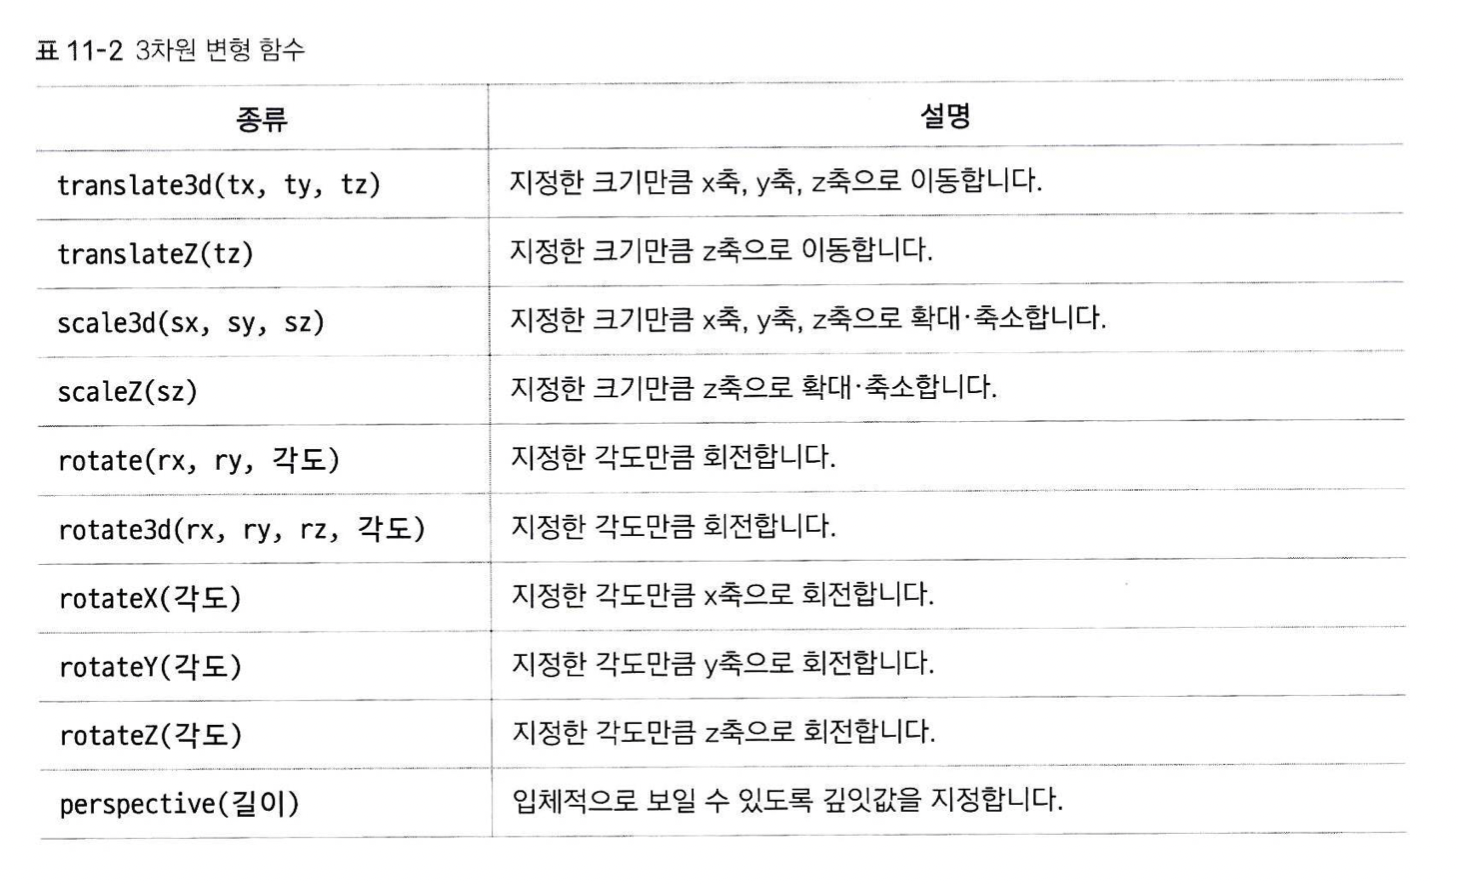 표 11-2 3차원 변형 함수
종류 설명
translate3d(tx, ty, tz) 지정한 크기만큼 x축, y축, z축으로 이동합니다.
translateZ(tz) 지정한 크기만큼 z축으로 이동합니다.
scale3d(sx, sy, sz) 지정한 크기만큼 x축, y축, z축으로 확대·축소합니다.
scaleZ(sz) 지정한 크기만큼 z축으로 확대·축소합니다.
rotate(rx, ry, 각도) 지정한 각도만큼 회전합니다.
rotate3d(rx, ry, rz, 각도) 지정한 각도만큼 회전합니다.
rotateX(각도) 지정한 각도만큼 x축으로 회전합니다.
rotateY(각도) 지정한 각도만큼 y축으로 회전합니다.
rotateZ(각도) 지정한 각도만큼 z축으로 회전합니다.
perspective(길이) 입체적으로 보일 수 있도록 깊잇값을 지정합니다.